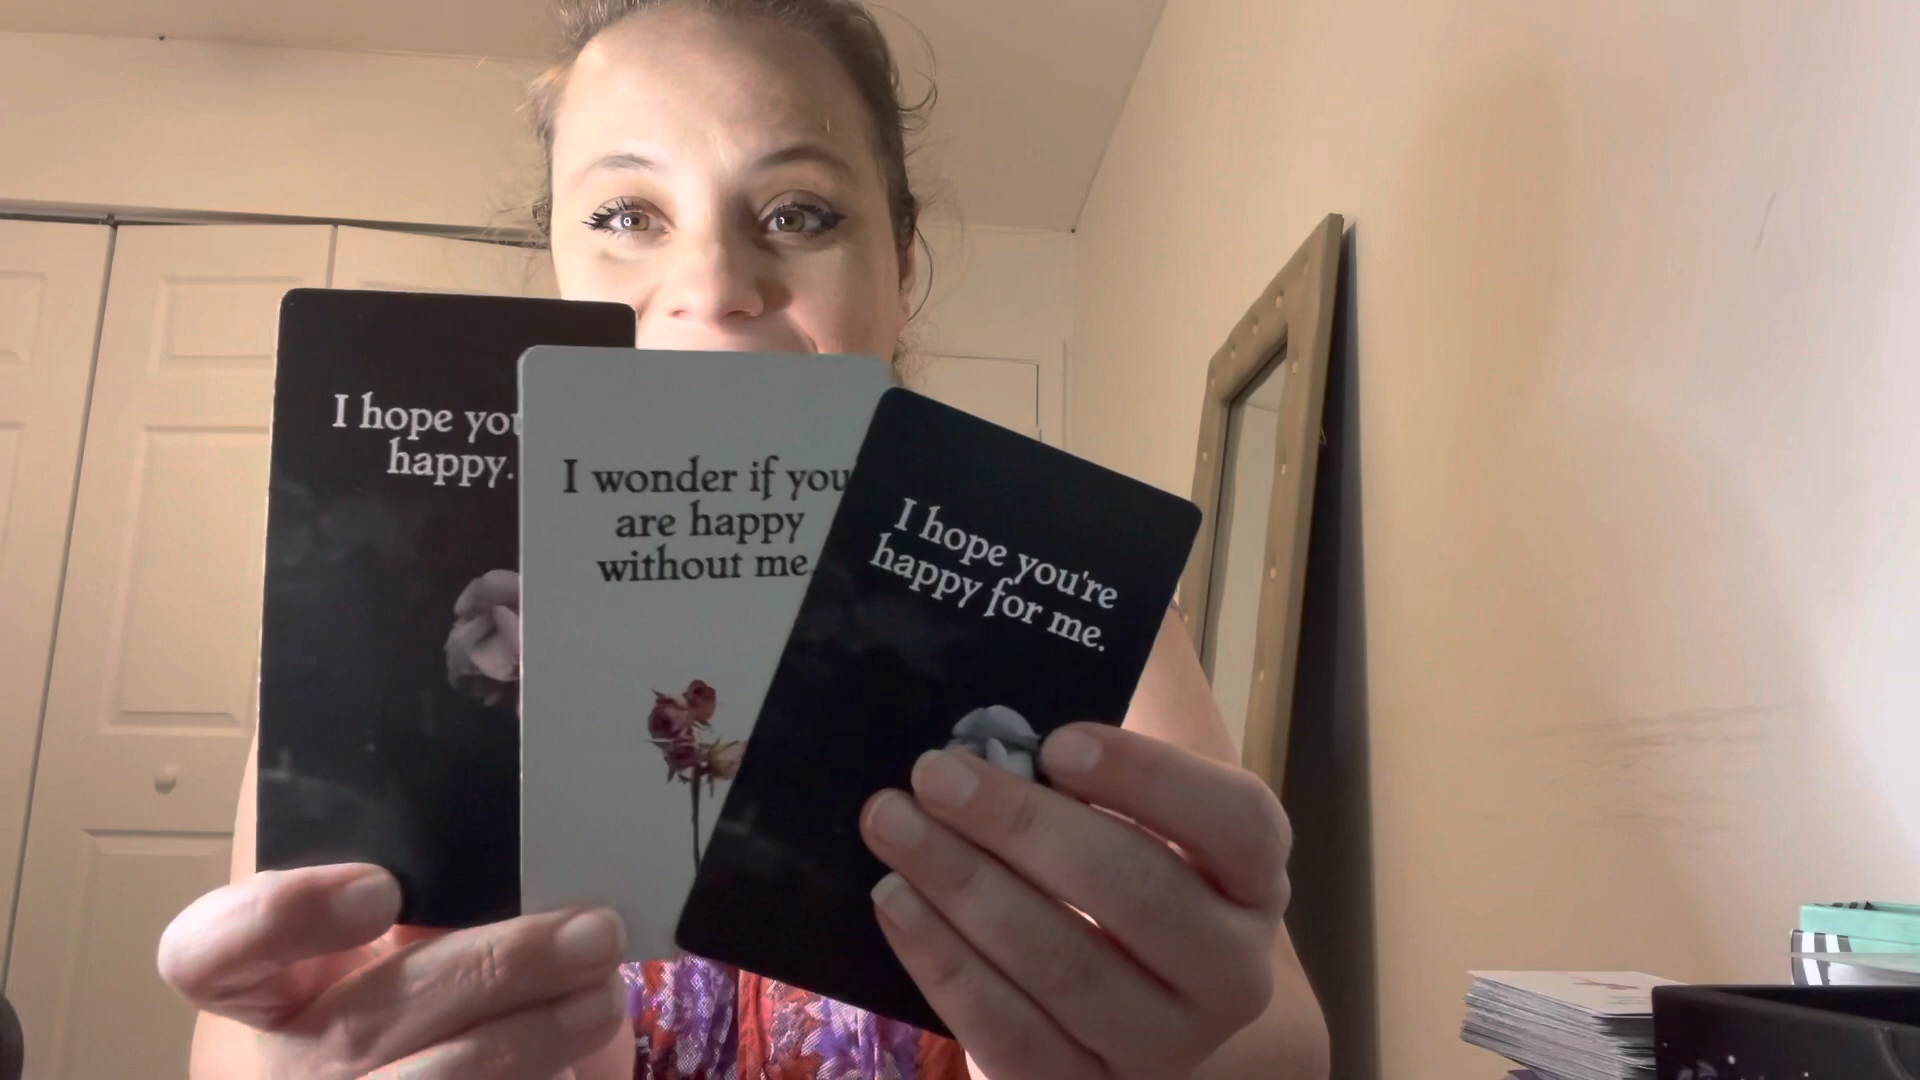 I hope you
happy.
I wonder if you
are happy
without me.
I hope you're
happy for me.